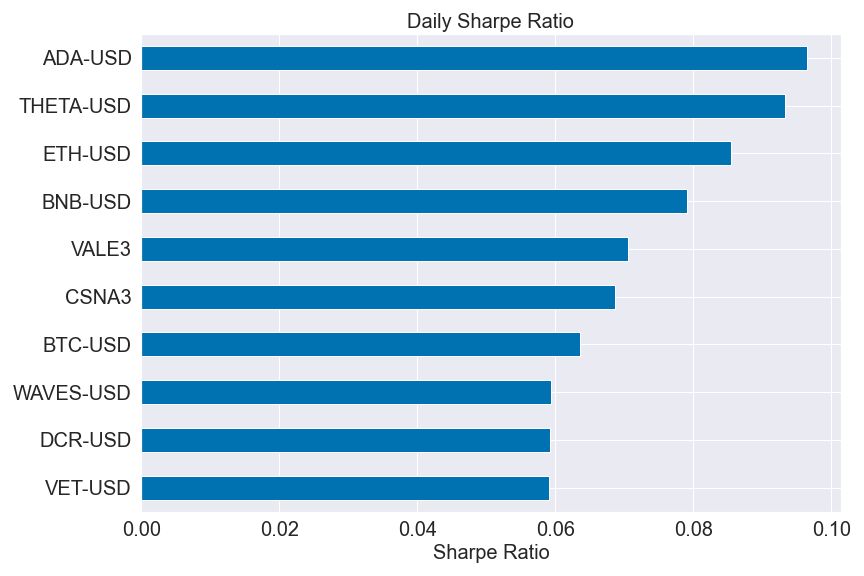 Daily Sharpe Ratio
ADA-USD
THETA-USD
ETH-USD
BNB-USD
VALE3
CSNA3
BTC-USD
WAVES-USD
DCR-USD
VET-USD
0.00 0.02 0.04 0.06 0.08 0.10
Sharpe Ratio